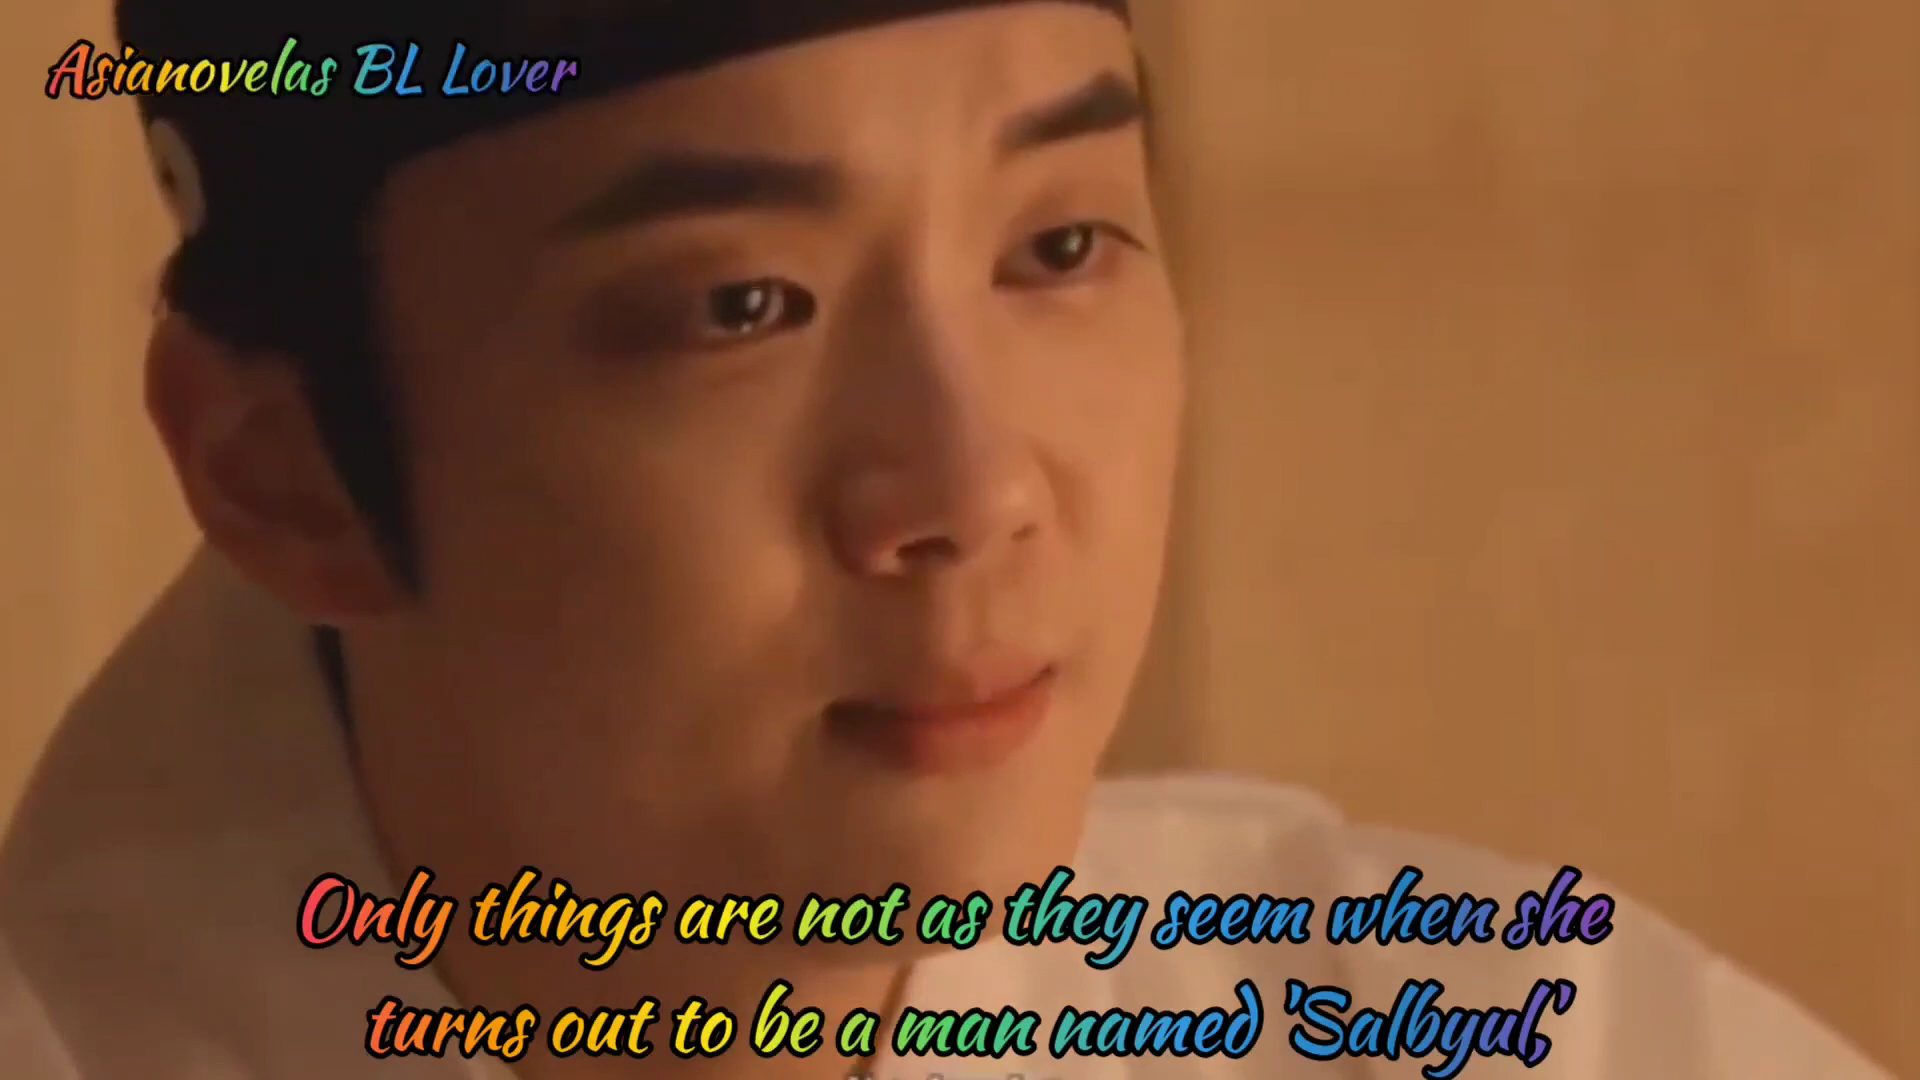 Asianovelas BL Lover
Only things are not as they seem when she
turns out to be a man named 'Salbyul,'